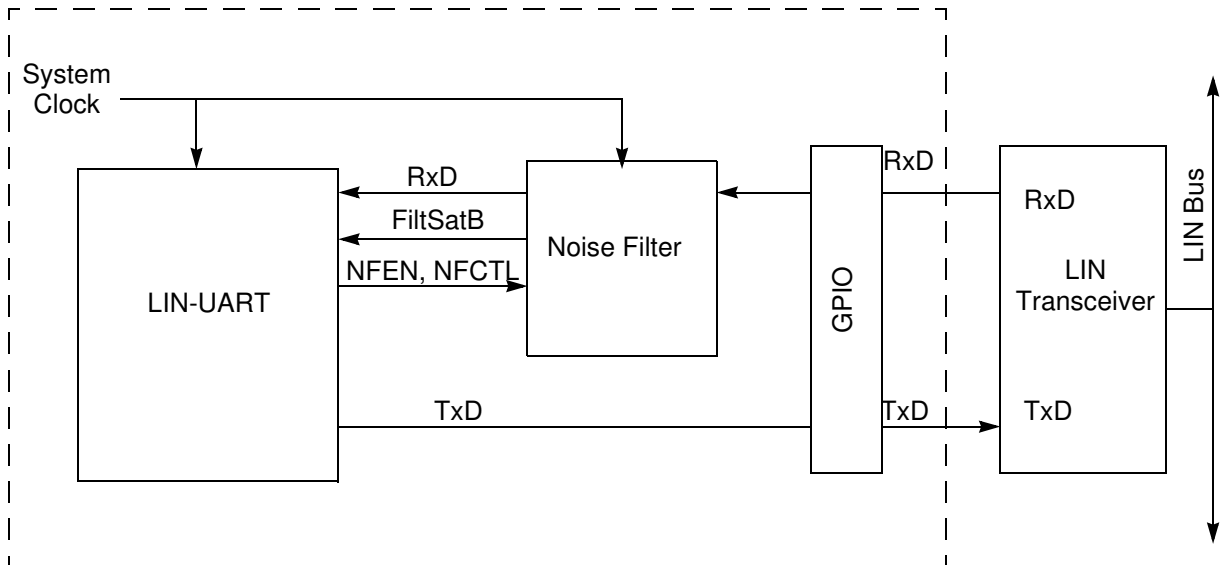 System
Clock
RxD
FiltSatB
NFEN, NFCTL
LIN-UART
Noise Filter
TxD
GPIO
RxD
TxD
RxD
LIN
Transceiver
TxD
LIN Bus